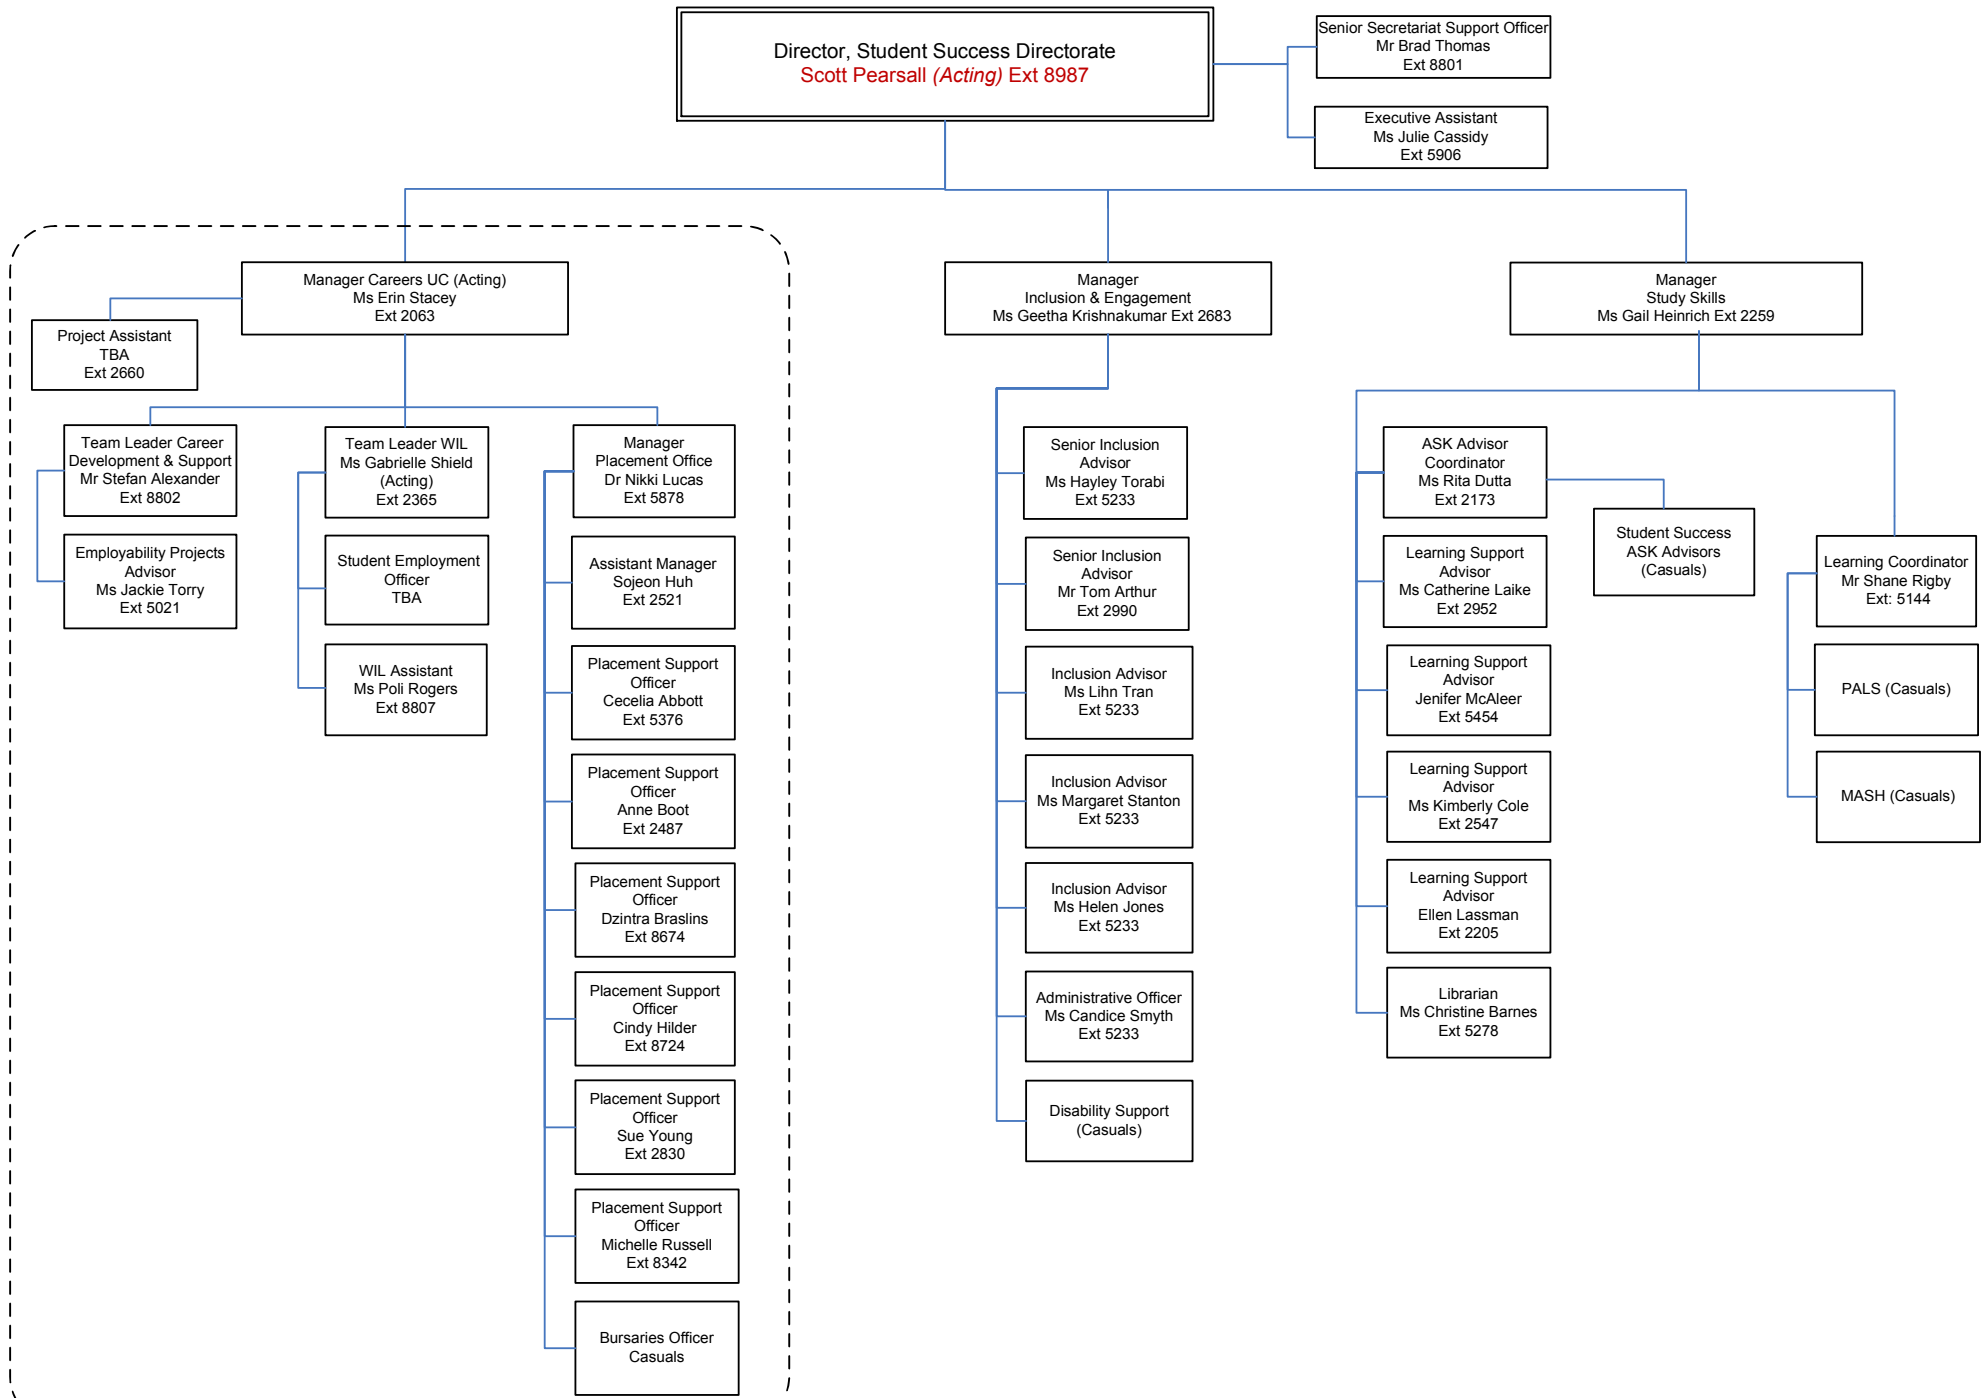 Director, Student Success Directorate
Scott Pearsall (Acting) Ext 8987
Senior Secretariat Support Officer
Mr Brad Thomas
Ext 8801
Executive Assistant
Ms Julie Cassidy
Ext 5906
Manager Careers UC (Acting)
Ms Erin Stacey
Ext 2063
Project Assistant
TBA
Ext 2660
Team Leader Career
Development & Support
Mr Stefan Alexander
Ext 8802
Employability Projects
Advisor
Ms Jackie Torry
Ext 5021
Team Leader WIL
Ms Gabrielle Shield
(Acting)
Ext 2365
Student Employment
Officer
TBA
WIL Assistant
Ms Poli Rogers
Ext 8807
Manager
Placement Office
Dr Nikki Lucas
Ext 5878
Assistant Manager
Sojeon Huh
Ext 2521
Placement Support
Officer
Cecelia Abbott
Ext 5376
Placement Support
Officer
Anne Boot
Ext 2487
Placement Support
Officer
Dzintra Braslins
Ext 8674
Placement Support
Officer
Cindy Hilder
Ext 8724
Placement Support
Officer
Sue Young
Ext 2830
Placement Support
Officer
Michelle Russell
Ext 8342
Bursaries Officer
Casuals
Manager
Inclusion & Engagement
Ms Geetha Krishnakumar Ext 2683
Senior Inclusion
Advisor
Ms Hayley Torabi
Ext 5233
Senior Inclusion
Advisor
Mr Tom Arthur
Ext 2990
Inclusion Advisor
Ms Lihn Tran
Ext 5233
Inclusion Advisor
Ms Margaret Stanton
Ext 5233
Inclusion Advisor
Ms Helen Jones
Ext 5233
Administrative Officer
Ms Candice Smyth
Ext 5233
Disability Support
(Casuals)
Manager
Study Skills
Ms Gail Heinrich Ext 2259
ASK Advisor
Coordinator
Ms Rita Dutta
Ext 2173
Student Success
ASK Advisors
(Casuals)
Learning Support
Advisor
Ms Catherine Laike
Ext 2952
Learning Support
Advisor
Jenifer McAleer
Ext 5454
Learning Support
Advisor
Ms Kimberly Cole
Ext 2547
Learning Support
Advisor
Ellen Lassman
Ext 2205
Librarian
Ms Christine Barnes
Ext 5278
Learning Coordinator
Mr Shane Rigby
Ext: 5144
PALS (Casuals)
MASH (Casuals)